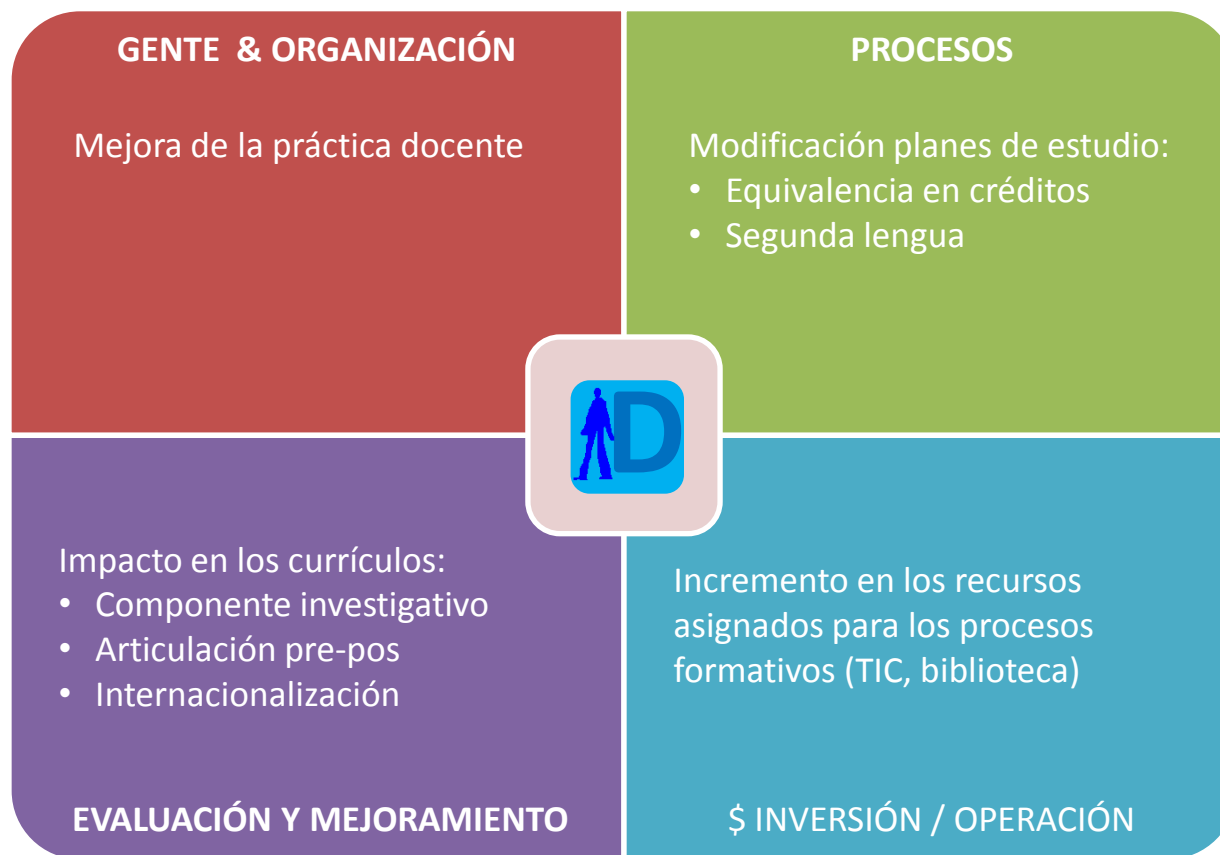 GENTE & ORGANIZACIÓN
Mejora de la práctica docente
PROCESOS
Modificación planes de estudio:
• Equivalencia en créditos
• Segunda lengua
D
Impacto en los currículos:
• Componente investigativo
• Articulación pre-pos
• Internacionalización
EVALUACIÓN Y MEJORAMIENTO
Incremento en los recursos
asignados para los procesos
formativos (TIC, biblioteca)
$ INVERSIÓN / OPERACIÓN